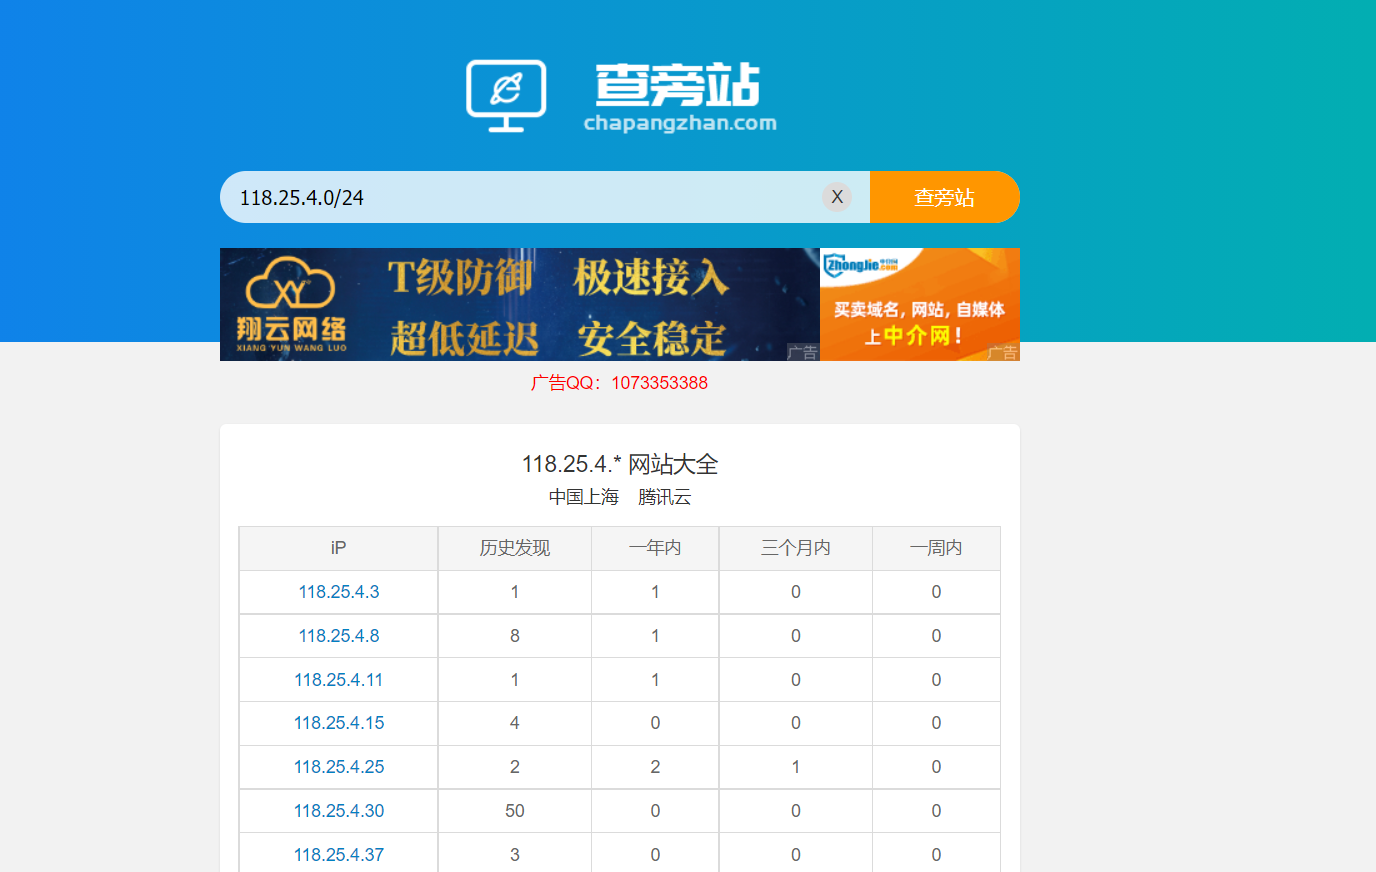 查旁站
chapangzhan.com
118.25.4.0/24 X 查旁站
T级防御 极速接入
超低延迟 安全稳定
翔云网络
XIANG YUN WANG LUO
广告
ZhongJie.com 中介网
买卖域名，网站，自媒体
上中介网！
广告
广告QQ：1073353388
118.25.4.* 网站大全
中国上海 腾讯云
iP 历史发现 一年内 三个月内 一周内
118.25.4.3 1 1 0 0
118.25.4.8 8 1 0 0
118.25.4.11 1 1 0 0
118.25.4.15 4 0 0 0
118.25.4.25 2 2 1 0
118.25.4.30 50 0 0 0
118.25.4.37 3 0 0 0